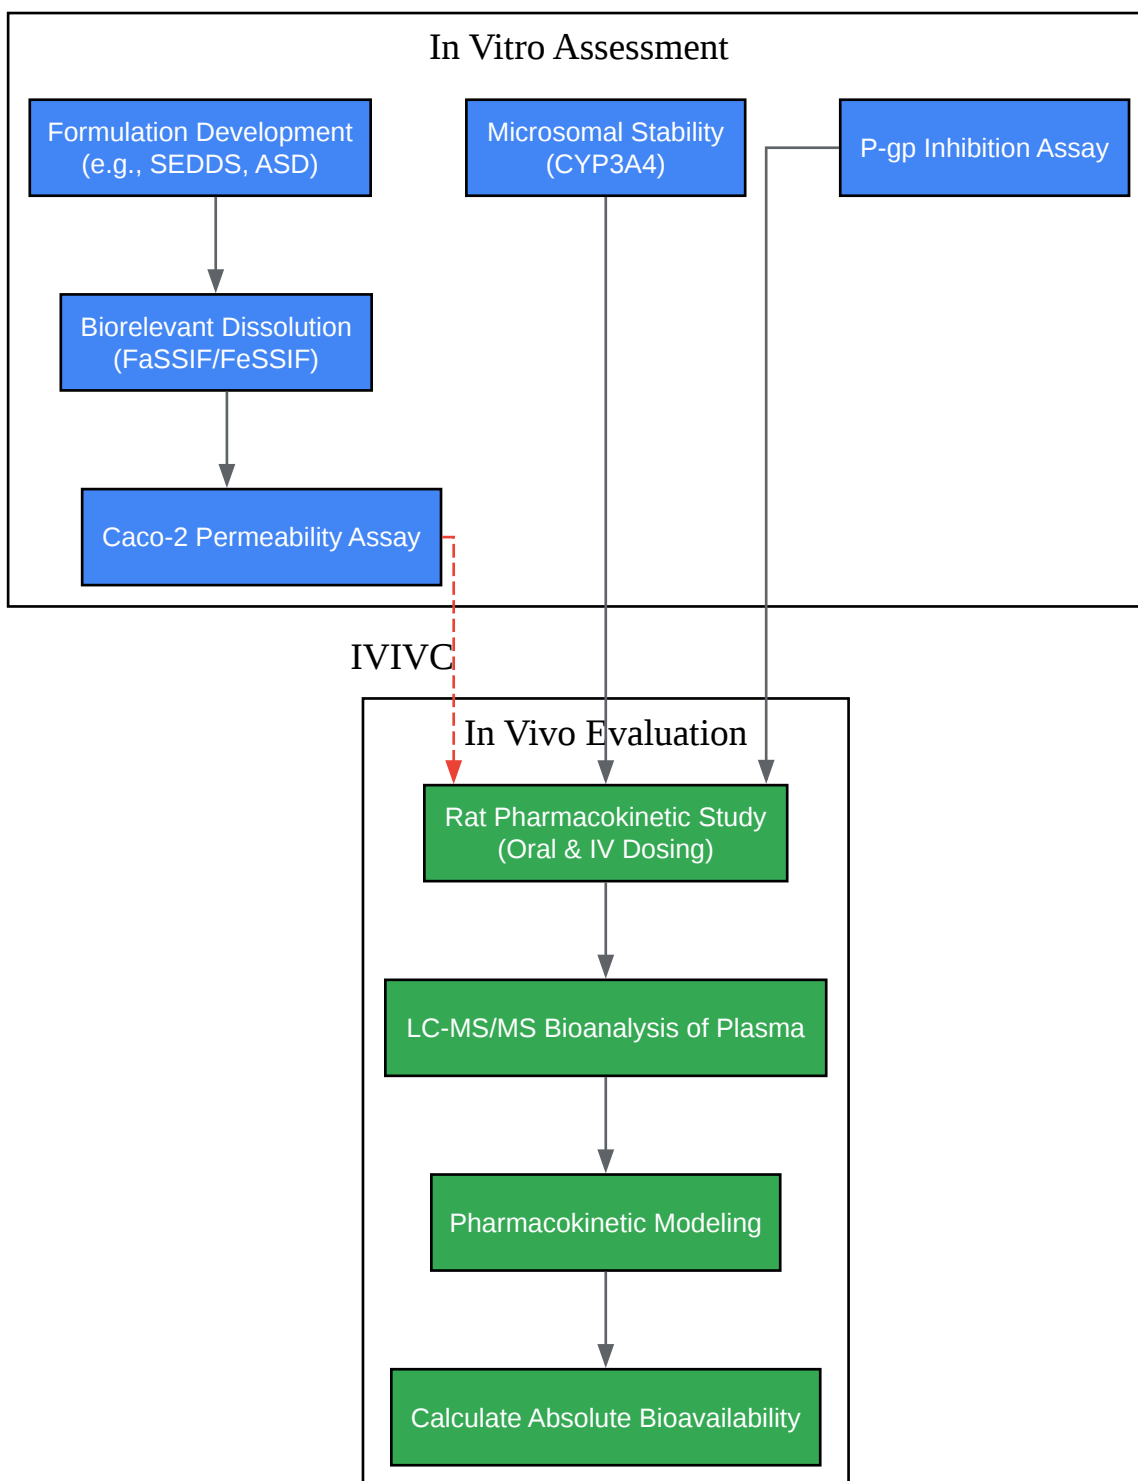 In Vitro Assessment
Formulation Development
(e.g., SEDDS, ASD)
Microsomal Stability
(CYP3A4)
P-gp Inhibition Assay
Biorelevant Dissolution
(FaSSIF/FeSSIF)
Caco-2 Permeability Assay
IVIVC
In Vivo Evaluation
Rat Pharmacokinetic Study
(Oral & IV Dosing)
LC-MS/MS Bioanalysis of Plasma
Pharmacokinetic Modeling
Calculate Absolute Bioavailability